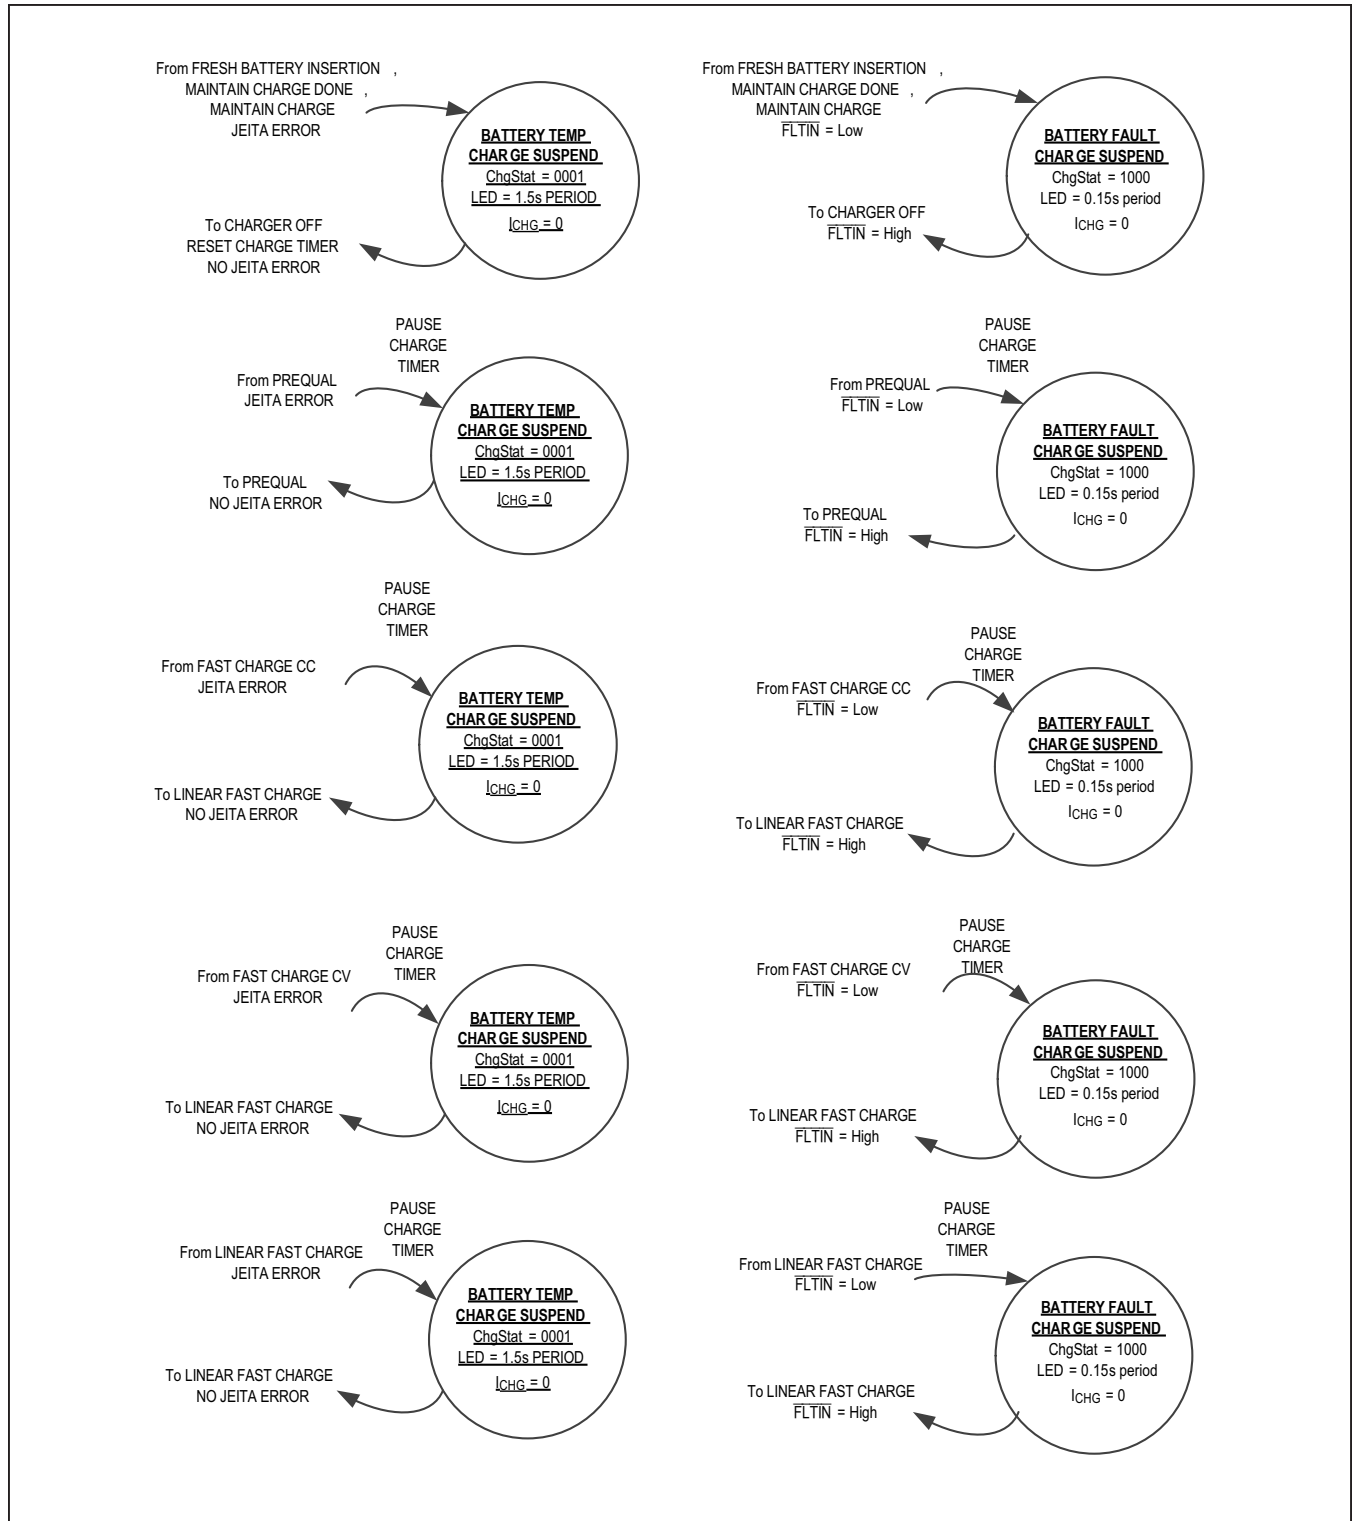 From FRESH BATTERY INSERTION ,
MAINTAIN CHARGE DONE ,
MAINTAIN CHARGE
JEITA ERROR
BATTERY TEMP
CHARGE SUSPEND
ChgStat = 0001
LED = 1.5s PERIOD
ICHG = 0
To CHARGER OFF
RESET CHARGE TIMER
NO JEITA ERROR
From FRESH BATTERY INSERTION ,
MAINTAIN CHARGE DONE ,
MAINTAIN CHARGE
FLTIN = Low
BATTERY FAULT
CHARGE SUSPEND
ChgStat = 1000
LED = 0.15s period
ICHG = 0
To CHARGER OFF
FLTIN = High
PAUSE
CHARGE
TIMER
From PREQUAL
JEITA ERROR
BATTERY TEMP
CHARGE SUSPEND
ChgStat = 0001
LED = 1.5s PERIOD
ICHG = 0
To PREQUAL
NO JEITA ERROR
PAUSE
CHARGE
TIMER
From PREQUAL
FLTIN = Low
BATTERY FAULT
CHARGE SUSPEND
ChgStat = 1000
LED = 0.15s period
ICHG = 0
To PREQUAL
FLTIN = High
PAUSE
CHARGE
TIMER
From FAST CHARGE CC
JEITA ERROR
BATTERY TEMP
CHARGE SUSPEND
ChgStat = 0001
LED = 1.5s PERIOD
ICHG = 0
To LINEAR FAST CHARGE
NO JEITA ERROR
PAUSE
CHARGE
TIMER
From FAST CHARGE CC
FLTIN = Low
BATTERY FAULT
CHARGE SUSPEND
ChgStat = 1000
LED = 0.15s period
ICHG = 0
To LINEAR FAST CHARGE
FLTIN = High
PAUSE
CHARGE
TIMER
From FAST CHARGE CV
JEITA ERROR
BATTERY TEMP
CHARGE SUSPEND
ChgStat = 0001
LED = 1.5s PERIOD
ICHG = 0
To LINEAR FAST CHARGE
NO JEITA ERROR
PAUSE
CHARGE
TIMER
From FAST CHARGE CV
FLTIN = Low
BATTERY FAULT
CHARGE SUSPEND
ChgStat = 1000
LED = 0.15s period
ICHG = 0
To LINEAR FAST CHARGE
FLTIN = High
PAUSE
CHARGE
TIMER
From LINEAR FAST CHARGE
JEITA ERROR
BATTERY TEMP
CHARGE SUSPEND
ChgStat = 0001
LED = 1.5s PERIOD
ICHG = 0
To LINEAR FAST CHARGE
NO JEITA ERROR
PAUSE
CHARGE
TIMER
From LINEAR FAST CHARGE
FLTIN = Low
BATTERY FAULT
CHARGE SUSPEND
ChgStat = 1000
LED = 0.15s period
ICHG = 0
To LINEAR FAST CHARGE
FLTIN = High